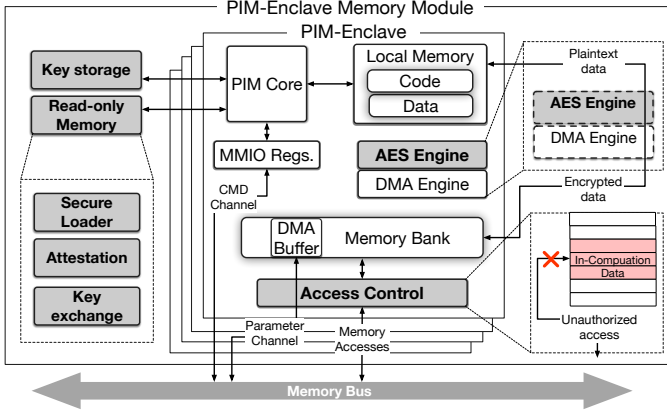 PIM-Enclave Memory Module
PIM-Enclave
Key storage
Read-only
Memory
Secure
Loader
Attestation
Key
exchange
PIM Core
MMIO Regs.
CMD
Channel
Local Memory
Code
Data
AES Engine
DMA Engine
Plaintext
data
AES Engine
DMA Engine
Encrypted
data
DMA
Buffer
Memory Bank
Access Control
In-Compuation
Data
Unauthorized
access
Parameter
Channel
Memory
Accesses
Memory Bus